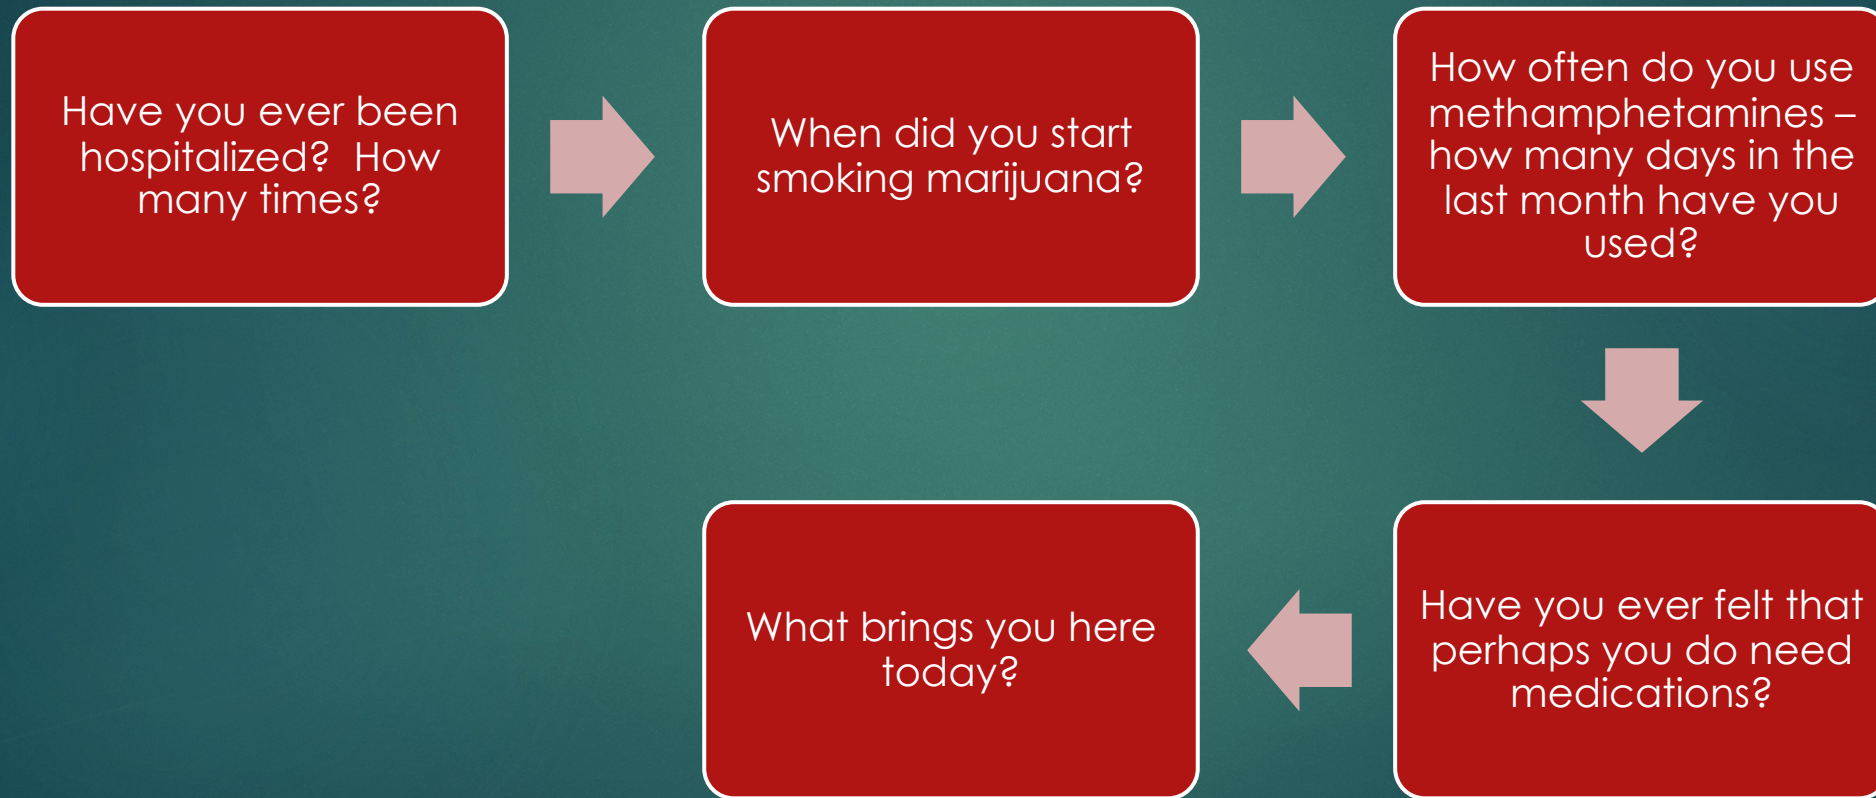 Have you ever been
hospitalized?  How
many times?
When did you start
smoking marijuana?
How often do you use
methamphetamines –
how many days in the
last month have you
used?
Have you ever felt that
perhaps you do need
medications?
What brings you here
today?